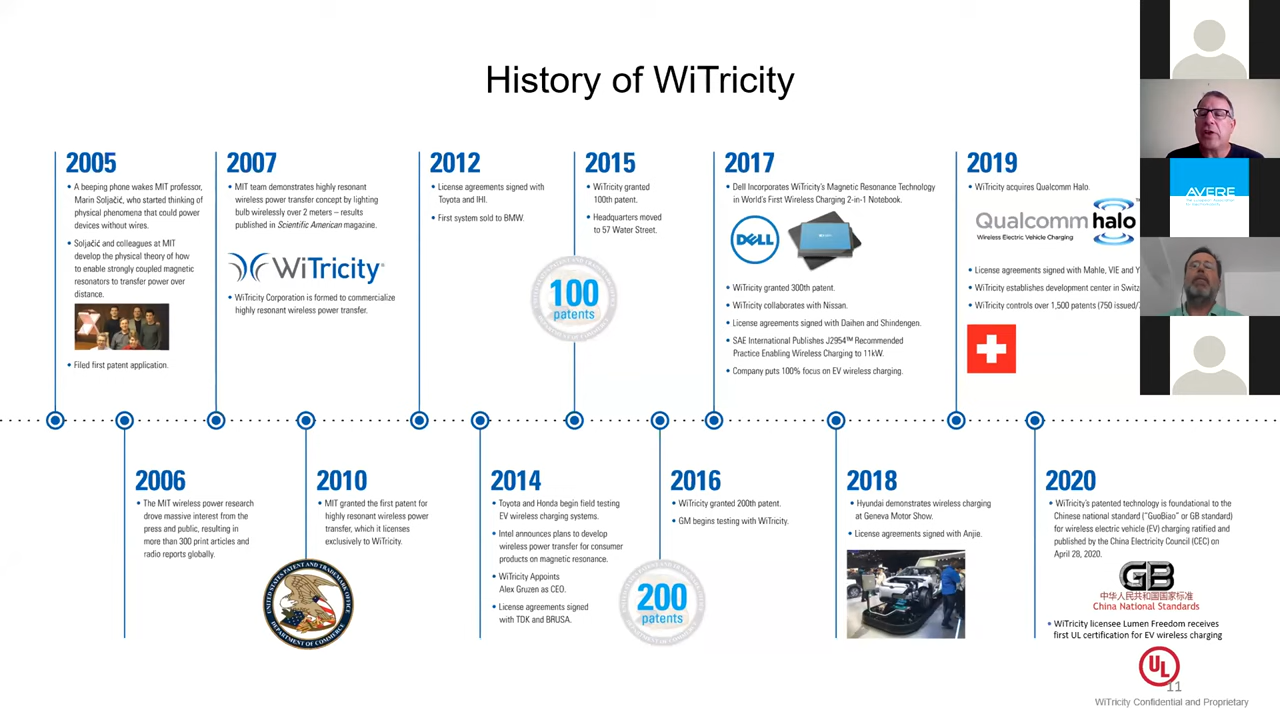 History of WiTricity
2005
• A beeping phone wakes MIT professor,
Marin Soljačić, who started thinking of
physical phenomena that could power
devices without wires.
• Soljačić and colleagues at MIT
develop the physical theory of how
to enable strongly coupled magnetic
resonators to transfer power over
distance.
• Filed first patent application.
2007
• MIT team demonstrates highly resonant
wireless power transfer concept by lighting
bulb wirelessly over 2 meters – results
published in Scientific American magazine.
WiTricity
• WiTricity Corporation is formed to commercialize
highly resonant wireless power transfer.
2012
• License agreements signed with
Toyota and IHI.
• First system sold to BMW.
2015
• WiTricity granted
100th patent.
• Headquarters moved
to 57 Water Street.
100
patents
2017
• Dell Incorporates WiTricity's Magnetic Resonance Technology
in World's First Wireless Charging 2-in-1 Notebook.
DELL
• WiTricity granted 300th patent.
• WiTricity collaborates with Nissan.
• License agreements signed with Daihen and Shindengen.
• SAE International Publishes J2954™ Recommended
Practice Enabling Wireless Charging to 11kW.
• Company puts 100% focus on EV wireless charging.
2019
• WiTricity acquires Qualcomm Halo.
Qualcomm halo™
Wireless Electric Vehicle Charging
• License agreements signed with Mahle, VIE and Y
• WiTricity establishes development center in Switz
• WiTricity controls over 1,500 patents (750 issued/
AVERE
2006
• The MIT wireless power research
drove massive interest from the
press and public, resulting in
more than 300 print articles and
radio reports globally.
2010
• MIT granted the first patent for
highly resonant wireless power
transfer, which it licenses
exclusively to WiTricity.
UNITED STATES PATENT AND TRADEMARK OFFICE
DEPARTMENT OF COMMERCE
2014
• Toyota and Honda begin field testing
EV wireless charging systems.
• Intel announces plans to develop
wireless power transfer for consumer
products on magnetic resonance.
• WiTricity Appoints
Alex Gruzen as CEO.
• License agreements signed
with TDK and BRUSA.
2016
• WiTricity granted 200th patent.
• GM begins testing with WiTricity.
200
patents
2018
• Hyundai demonstrates wireless charging
at Geneva Motor Show.
• License agreements signed with Anjie.
2020
• WiTricity's patented technology is foundational to the
Chinese national standard ("GuoBiao" or GB standard)
for wireless electric vehicle (EV) charging ratified and
published by the China Electricity Council (CEC) on
April 28, 2020.
GB
中华人民共和国国家标准
China National Standards
• WiTricity licensee Lumen Freedom receives
first UL certification for EV wireless charging
UL
11
WiTricity Confidential and Proprietary